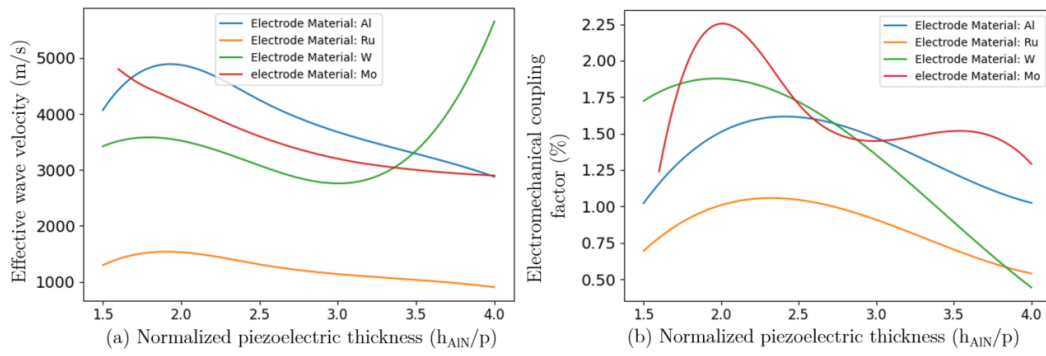 Effective wave velocity (m/s)
5000
4000
3000
2000
1000
Electrode Material: Al
Electrode Material: Ru
Electrode Material: W
electrode Material: Mo
1.5 2.0 2.5 3.0 3.5 4.0
(a) Normalized piezoelectric thickness (hAlN/p)
Electromechanical coupling
factor (%)
2.25
2.00
1.75
1.50
1.25
1.00
0.75
0.50
Electrode Material: Al
Electrode Material: Ru
Electrode Material: W
electrode Material: Mo
1.5 2.0 2.5 3.0 3.5 4.0
(b) Normalized piezoelectric thickness (hAlN/p)